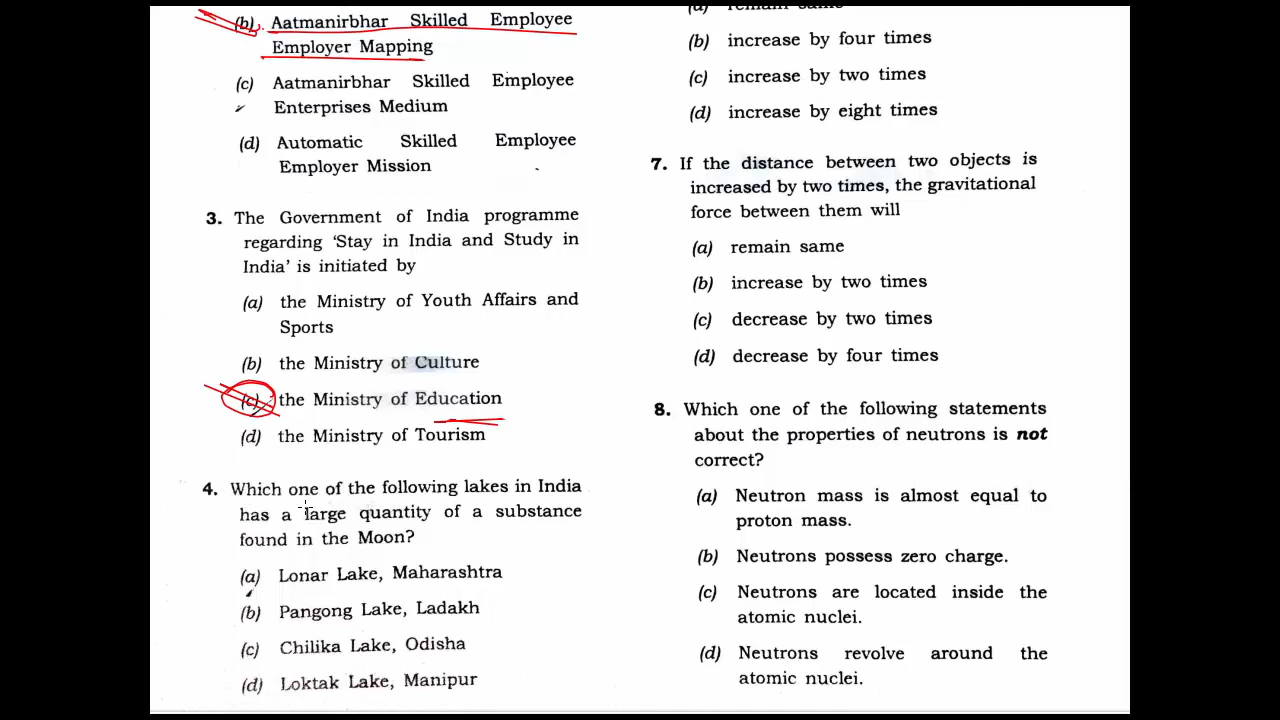 (b) Aatmanirbhar Skilled Employee
Employer Mapping
(c) Aatmanirbhar Skilled Employee
Enterprises Medium
(d) Automatic Skilled Employee
Employer Mission
3. The Government of India programme
regarding ‘Stay in India and Study in
India’ is initiated by
(a) the Ministry of Youth Affairs and
Sports
(b) the Ministry of Culture
(c) the Ministry of Education
(d) the Ministry of Tourism
4. Which one of the following lakes in India
has a large quantity of a substance
found in the Moon?
(a) Lonar Lake, Maharashtra
(b) Pangong Lake, Ladakh
(c) Chilika Lake, Odisha
(d) Loktak Lake, Manipur
(a) remain same
(b) increase by four times
(c) increase by two times
(d) increase by eight times
7. If the distance between two objects is
increased by two times, the gravitational
force between them will
(a) remain same
(b) increase by two times
(c) decrease by two times
(d) decrease by four times
8. Which one of the following statements
about the properties of neutrons is not
correct?
(a) Neutron mass is almost equal to
proton mass.
(b) Neutrons possess zero charge.
(c) Neutrons are located inside the
atomic nuclei.
(d) Neutrons revolve around the
atomic nuclei.